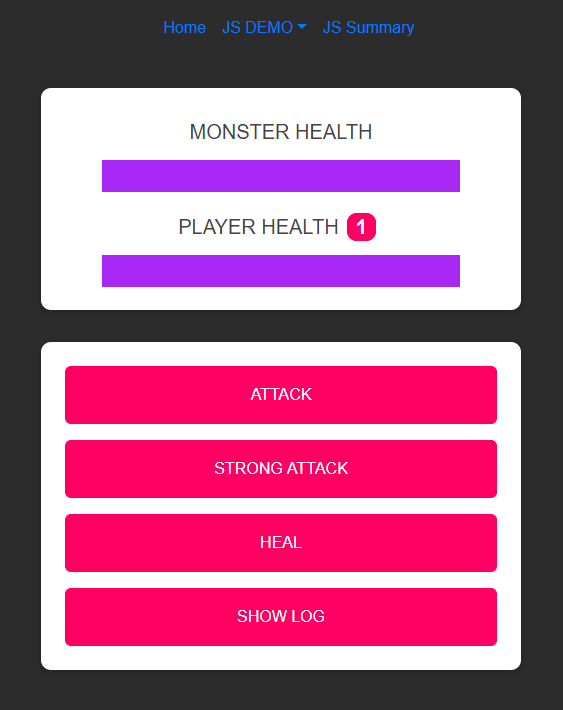 Home JS DEMO JS Summary
MONSTER HEALTH
PLAYER HEALTH 1
ATTACK
STRONG ATTACK
HEAL
SHOW LOG